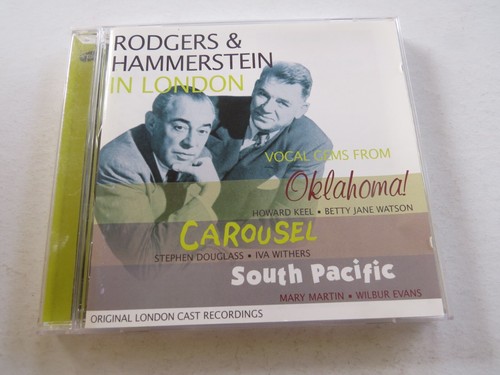 RODGERS &
HAMMERSTEIN
IN LONDON
VOCAL GEMS FROM
Oklahoma!
HOWARD KEEL • BETTY JANE WATSON
CAROUSEL
STEPHEN DOUGLASS • IVA WITHERS
SOUTH PACIFIC
MARY MARTIN • WILBUR EVANS
ORIGINAL LONDON CAST RECORDINGS